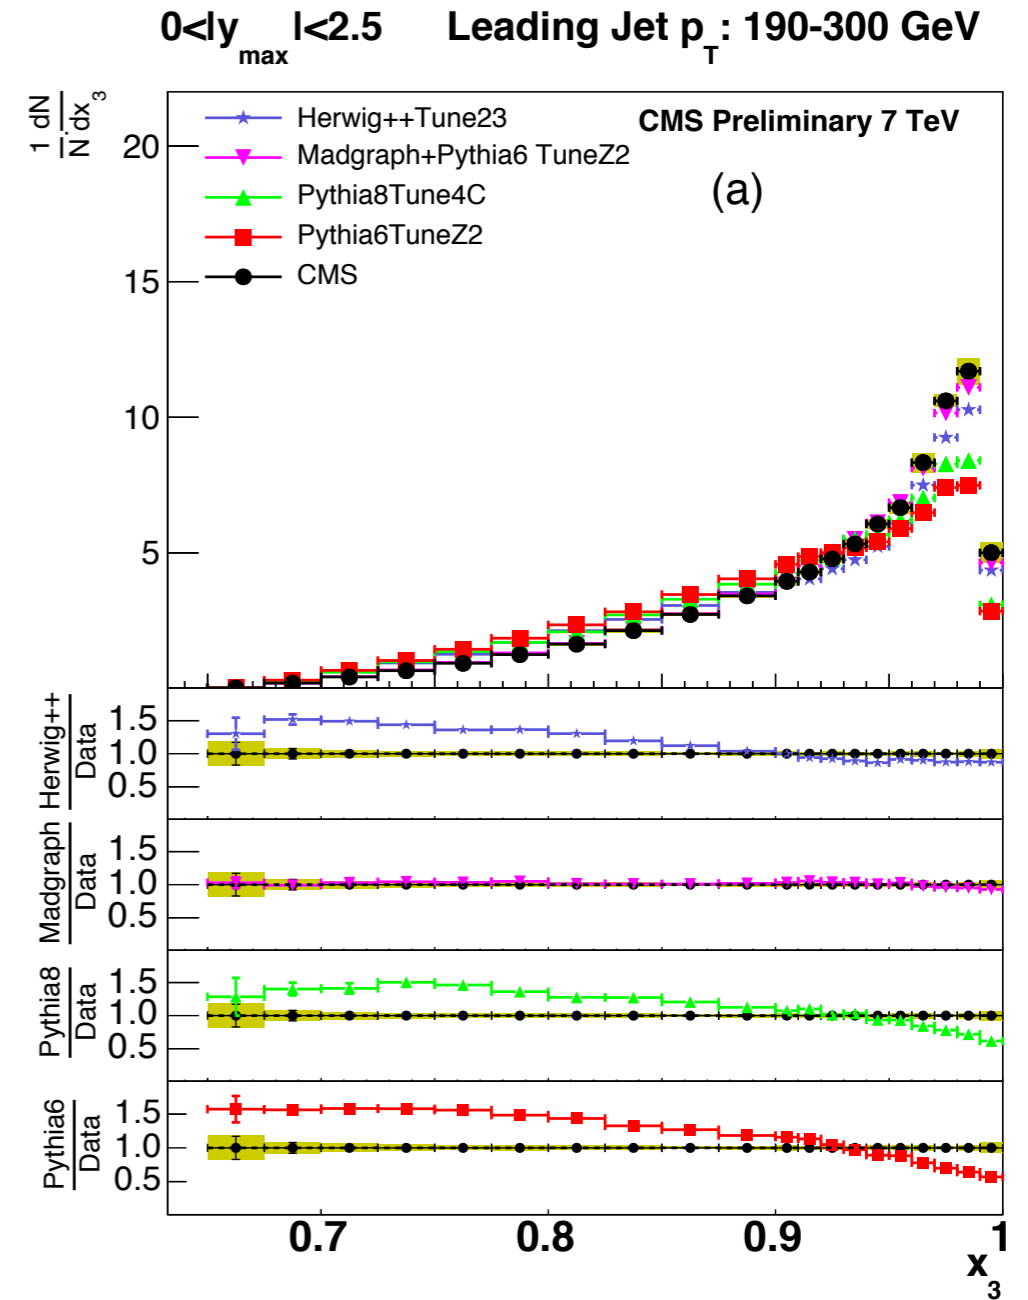 0<|y_max|<2.5 Leading Jet p_T: 190-300 GeV
1/N · dN/dx_3
Herwig++Tune23
Madgraph+Pythia6 TuneZ2
Pythia8Tune4C
Pythia6TuneZ2
CMS
CMS Preliminary 7 TeV
(a)
20
15
10
5
Herwig++
Data
1.5
1.0
0.5
Madgraph
Data
1.5
1.0
0.5
Pythia8
Data
1.5
1.0
0.5
Pythia6
Data
1.5
1.0
0.5
0.7 0.8 0.9 1
x_3